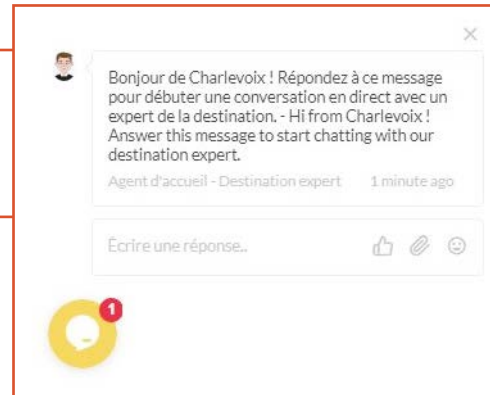 Bonjour de Charlevoix ! Répondez à ce message
pour débuter une conversation en direct avec un
expert de la destination. - Hi from Charlevoix !
Answer this message to start chatting with our
destination expert.
Agent d'accueil - Destination expert 1 minute ago
Écrire une réponse..
1